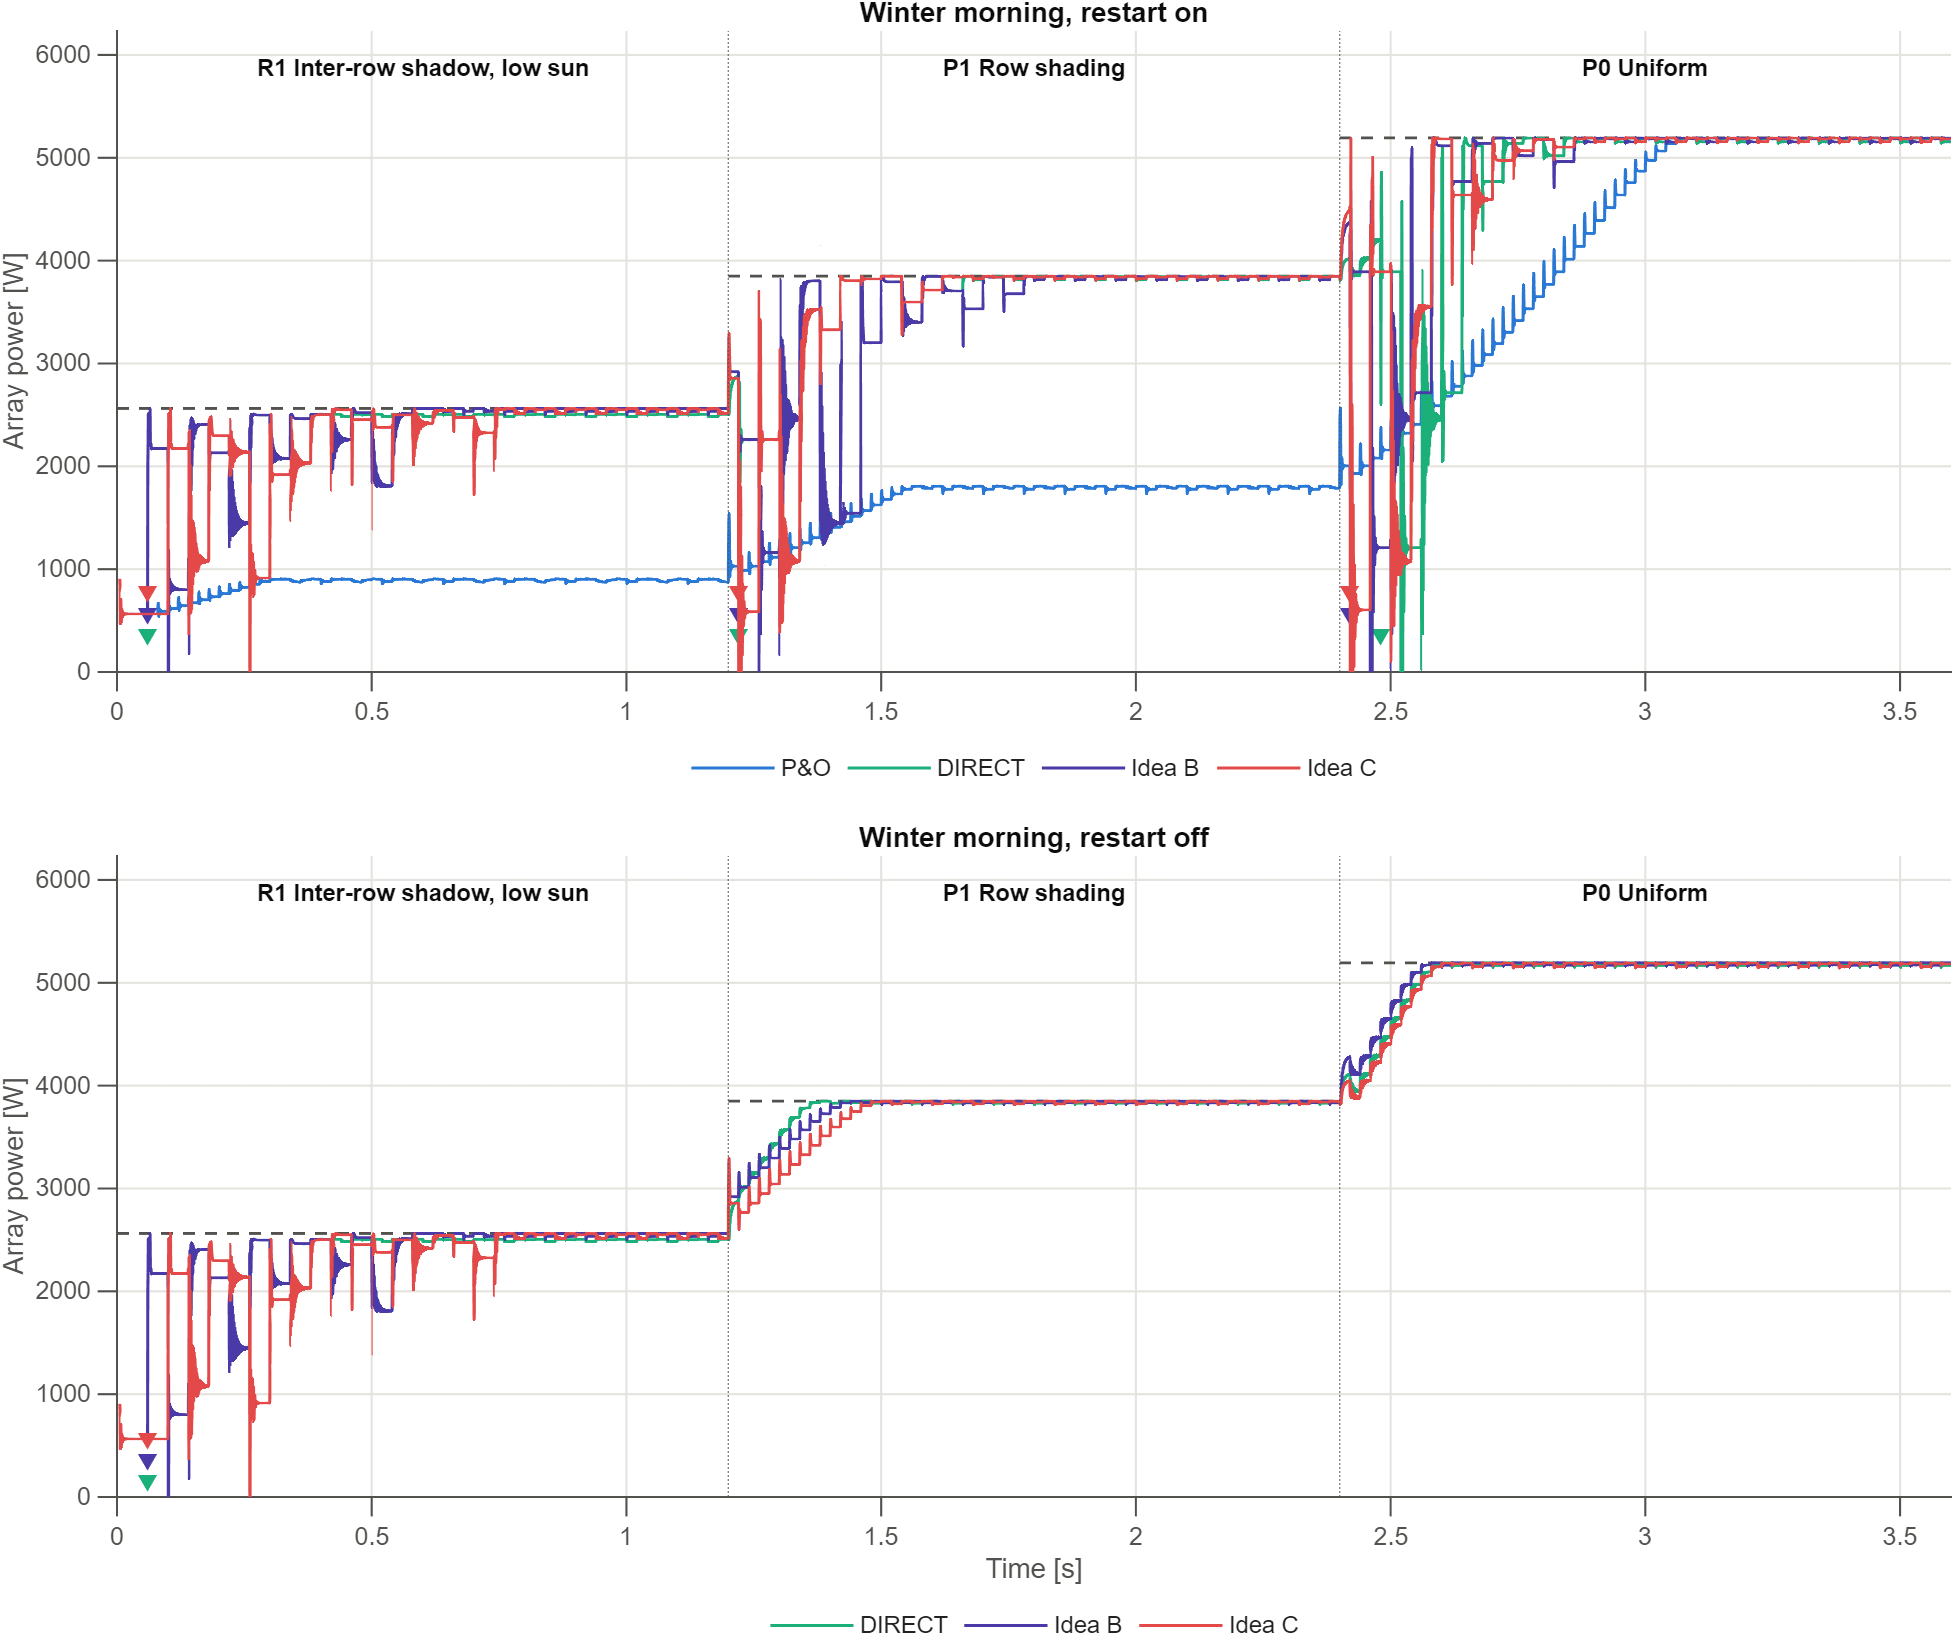 Winter morning, restart on
R1 Inter-row shadow, low sun
P1 Row shading
P0 Uniform
Array power [W]
6000
5000
4000
3000
2000
1000
0
0
0.5
1
1.5
2
2.5
3
3.5
P&O
DIRECT
Idea B
Idea C
Winter morning, restart off
R1 Inter-row shadow, low sun
P1 Row shading
P0 Uniform
Array power [W]
6000
5000
4000
3000
2000
1000
0
0
0.5
1
1.5
2
2.5
3
3.5
Time [s]
DIRECT
Idea B
Idea C